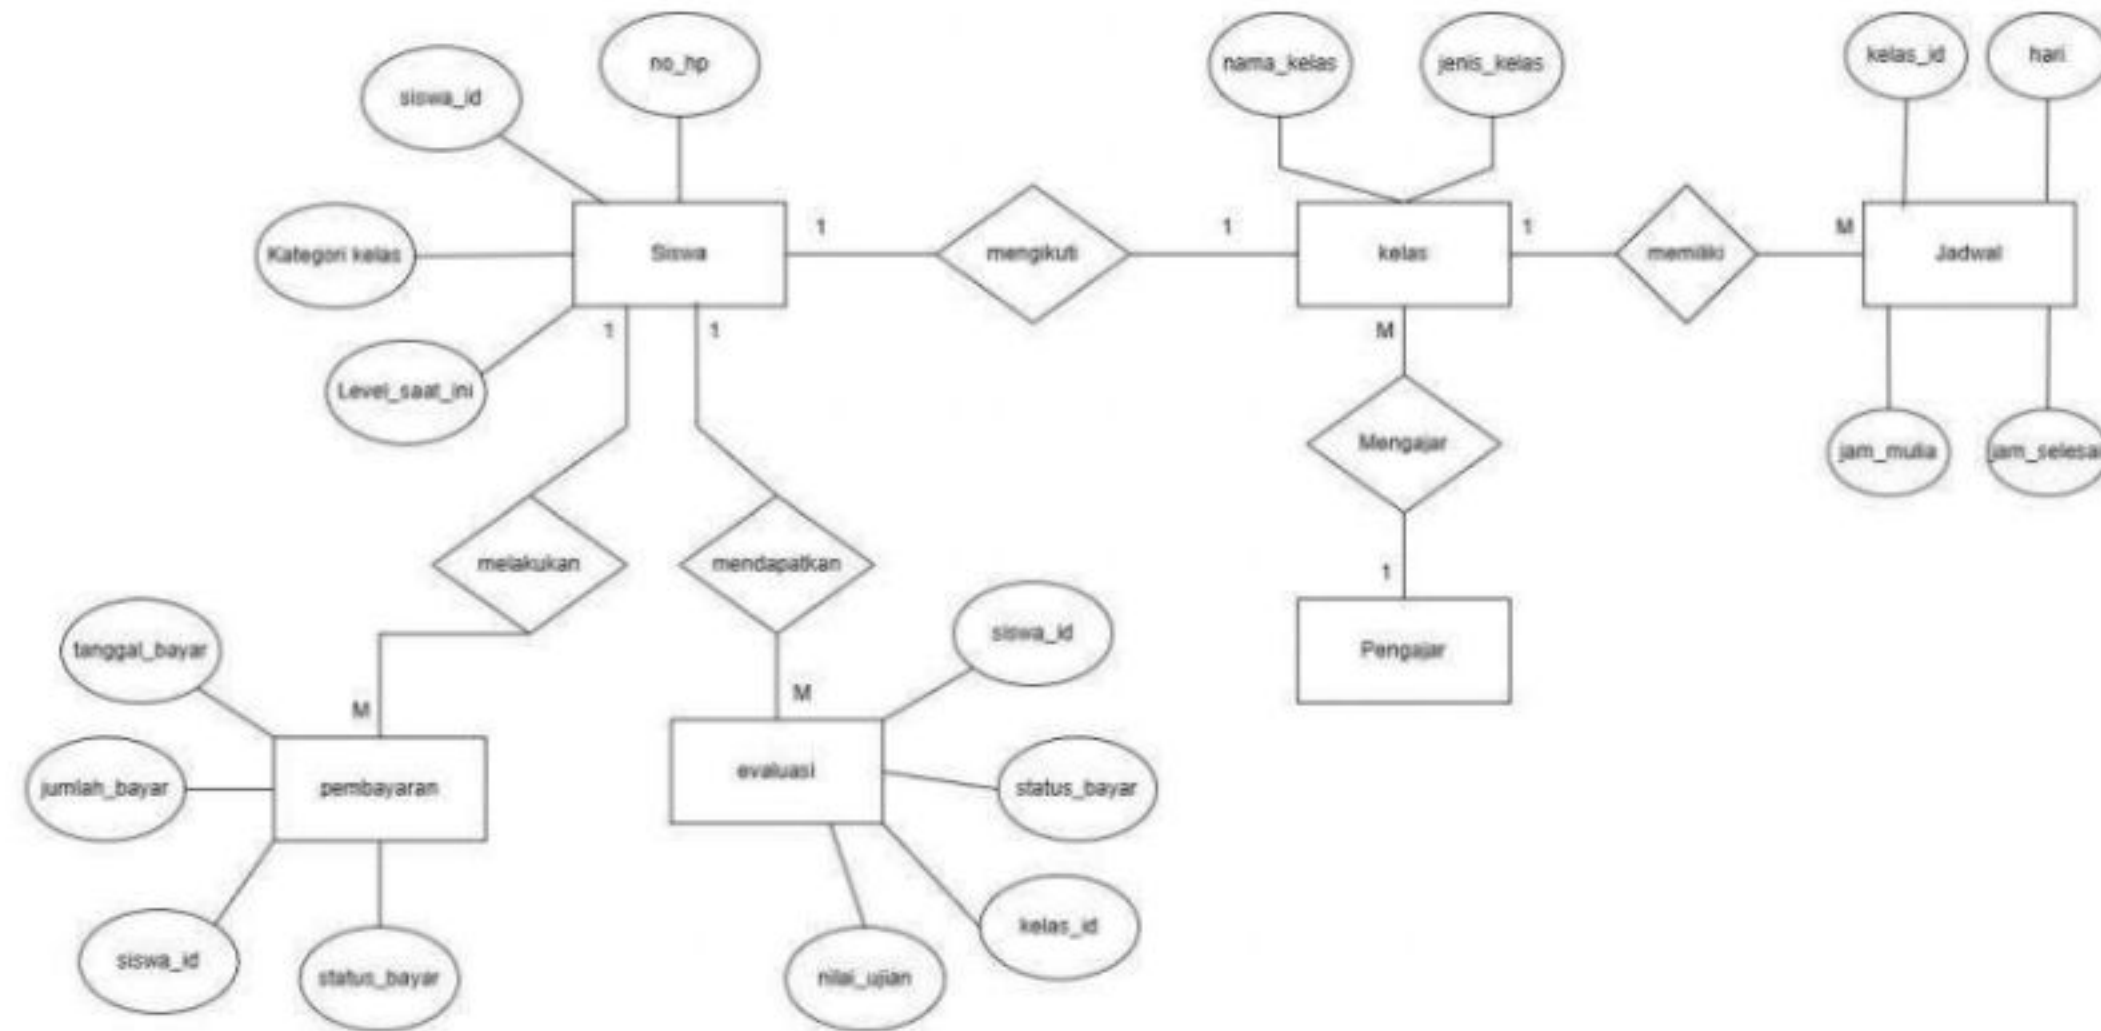 no_hp
nama_kelas
jenis_kelas
kelas_id
hari
siswa_id
Kategori kelas
Siswa
1
mengikuti
1
kelas
1
memiliki
M
Jadwal
1
1
M
Level_saat_ini
Mengajar
jam_mulia
jam_selesai
melakukan
mendapatkan
1
siswa_id
tanggal_bayar
Pengajar
M
M
jumlah_bayar
pembayaran
evaluasi
status_bayar
siswa_id
status_bayar
nilai_ujian
kelas_id